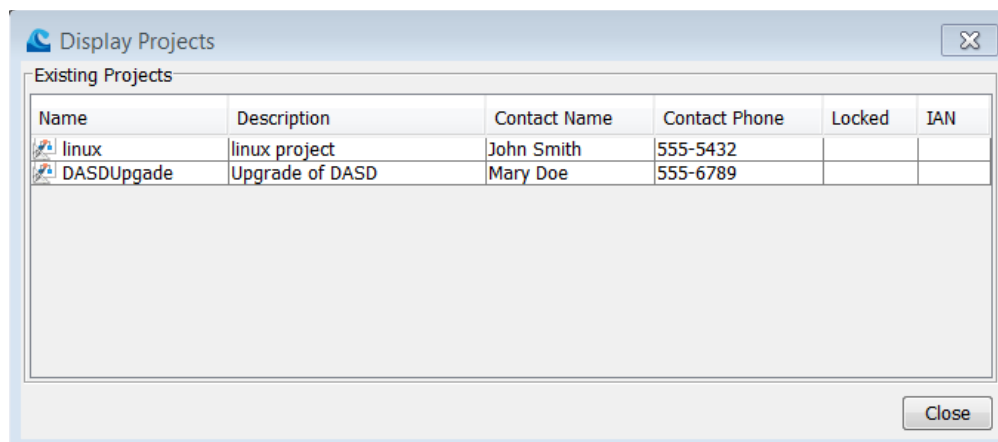 Display Projects
Existing Projects
Name Description Contact Name Contact Phone Locked IAN
linux linux project John Smith 555-5432
DASDUpgade Upgrade of DASD Mary Doe 555-6789
Close